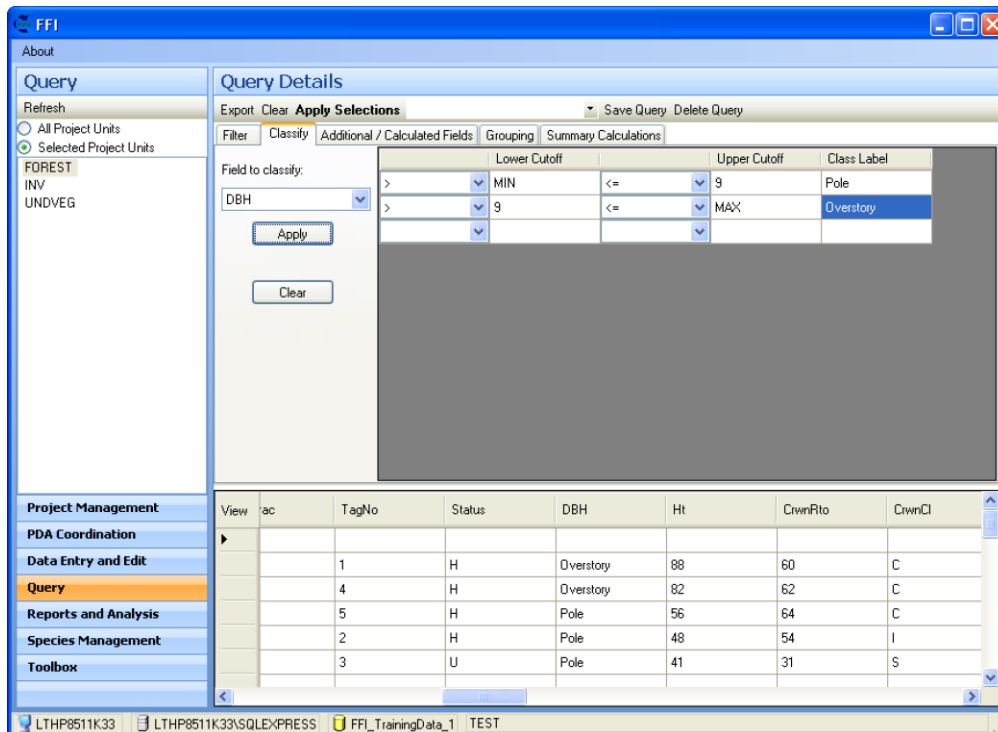 FFI
About
Query
Refresh
All Project Units
Selected Project Units
FOREST
INV
UNDVEG
Project Management
PDA Coordination
Data Entry and Edit
Query
Reports and Analysis
Species Management
Toolbox
Query Details
Export Clear Apply Selections Save Query Delete Query
Filter Classify Additional / Calculated Fields Grouping Summary Calculations
Field to classify:
DBH
Apply
Clear
Lower Cutoff Upper Cutoff Class Label
> MIN <= 9 Pole
> 9 <= MAX Overstory
View rac TagNo Status DBH Ht CrwnRto CrwnCl
1 H Overstory 88 60 C
4 H Overstory 82 62 C
5 H Pole 56 64 C
2 H Pole 48 54 I
3 U Pole 41 31 S
LTHP8511K33 LTHP8511K33\SQLEXPRESS FFI_TrainingData_1 TEST